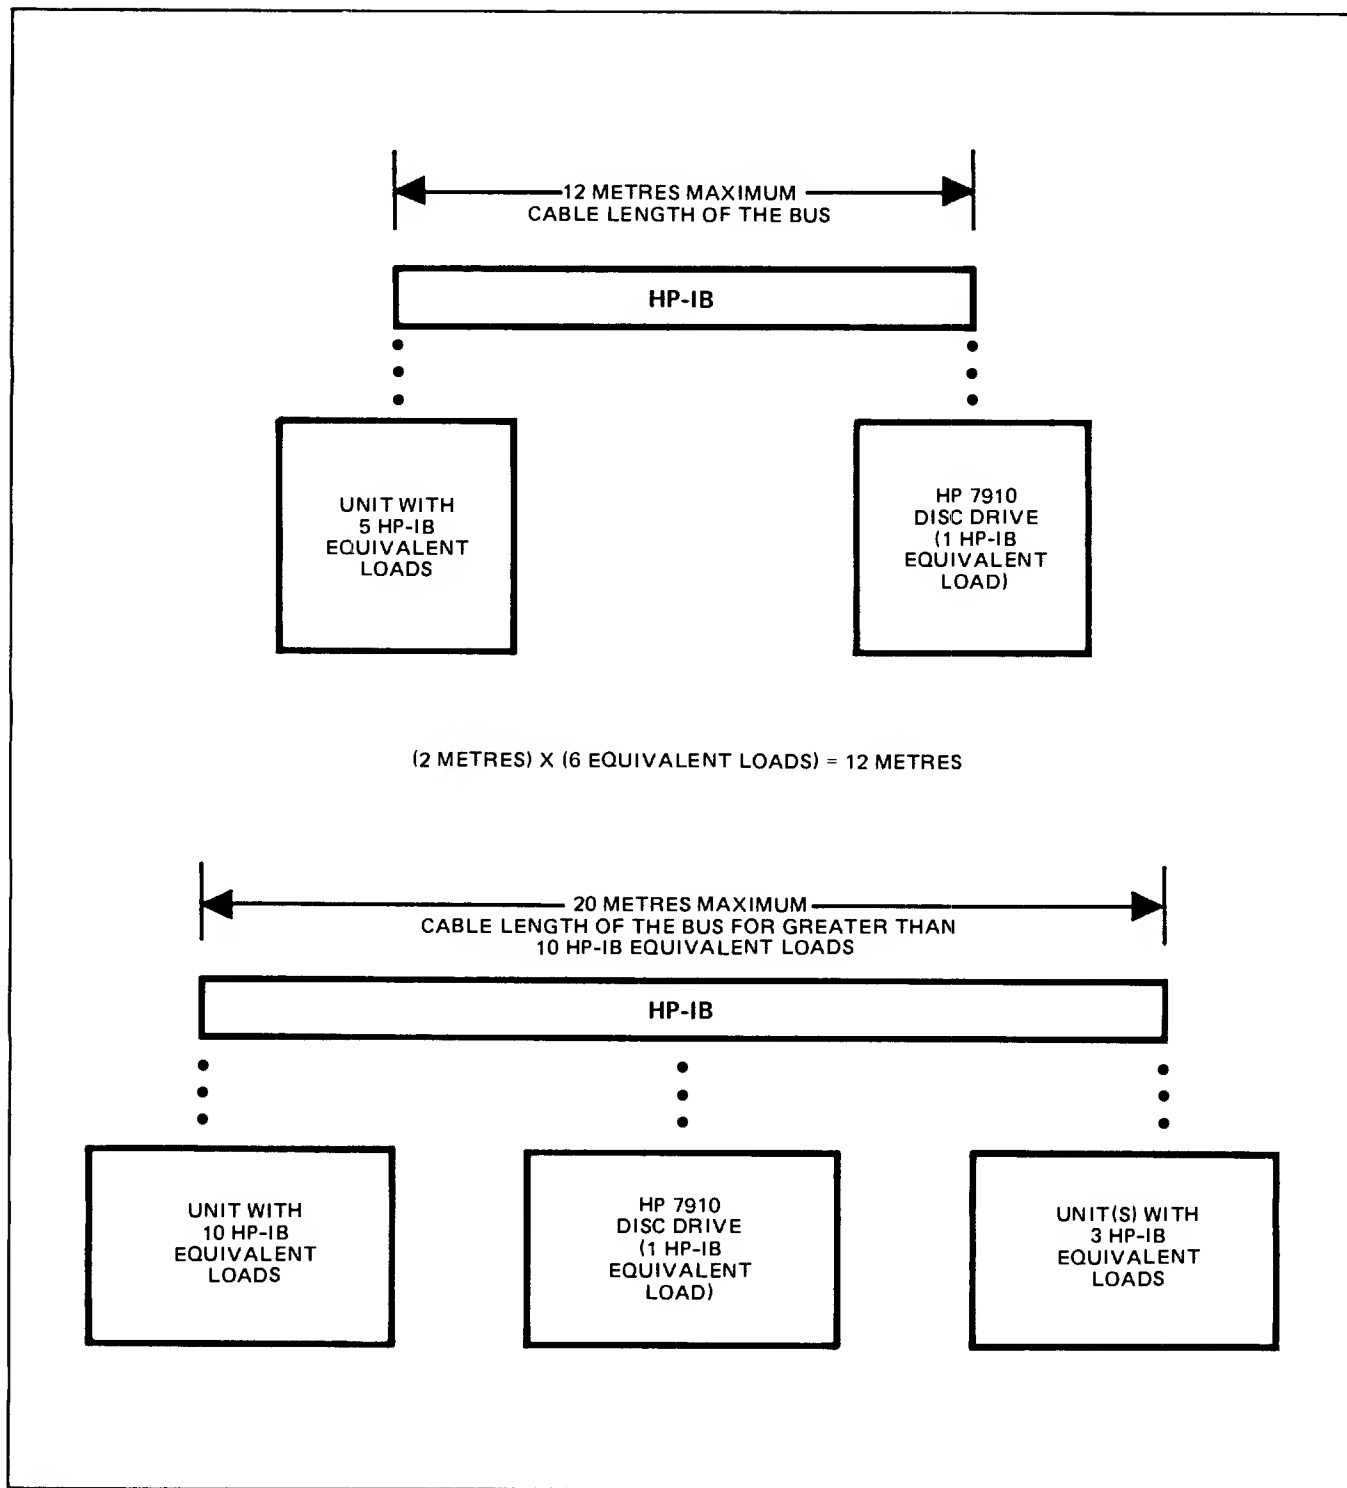 12 METRES MAXIMUM
CABLE LENGTH OF THE BUS
HP-IB
UNIT WITH
5 HP-IB
EQUIVALENT
LOADS
HP 7910
DISC DRIVE
(1 HP-IB
EQUIVALENT
LOAD)
(2 METRES) X (6 EQUIVALENT LOADS) = 12 METRES
20 METRES MAXIMUM
CABLE LENGTH OF THE BUS FOR GREATER THAN
10 HP-IB EQUIVALENT LOADS
HP-IB
UNIT WITH
10 HP-IB
EQUIVALENT
LOADS
HP 7910
DISC DRIVE
(1 HP-IB
EQUIVALENT
LOAD)
UNIT(S) WITH
3 HP-IB
EQUIVALENT
LOADS